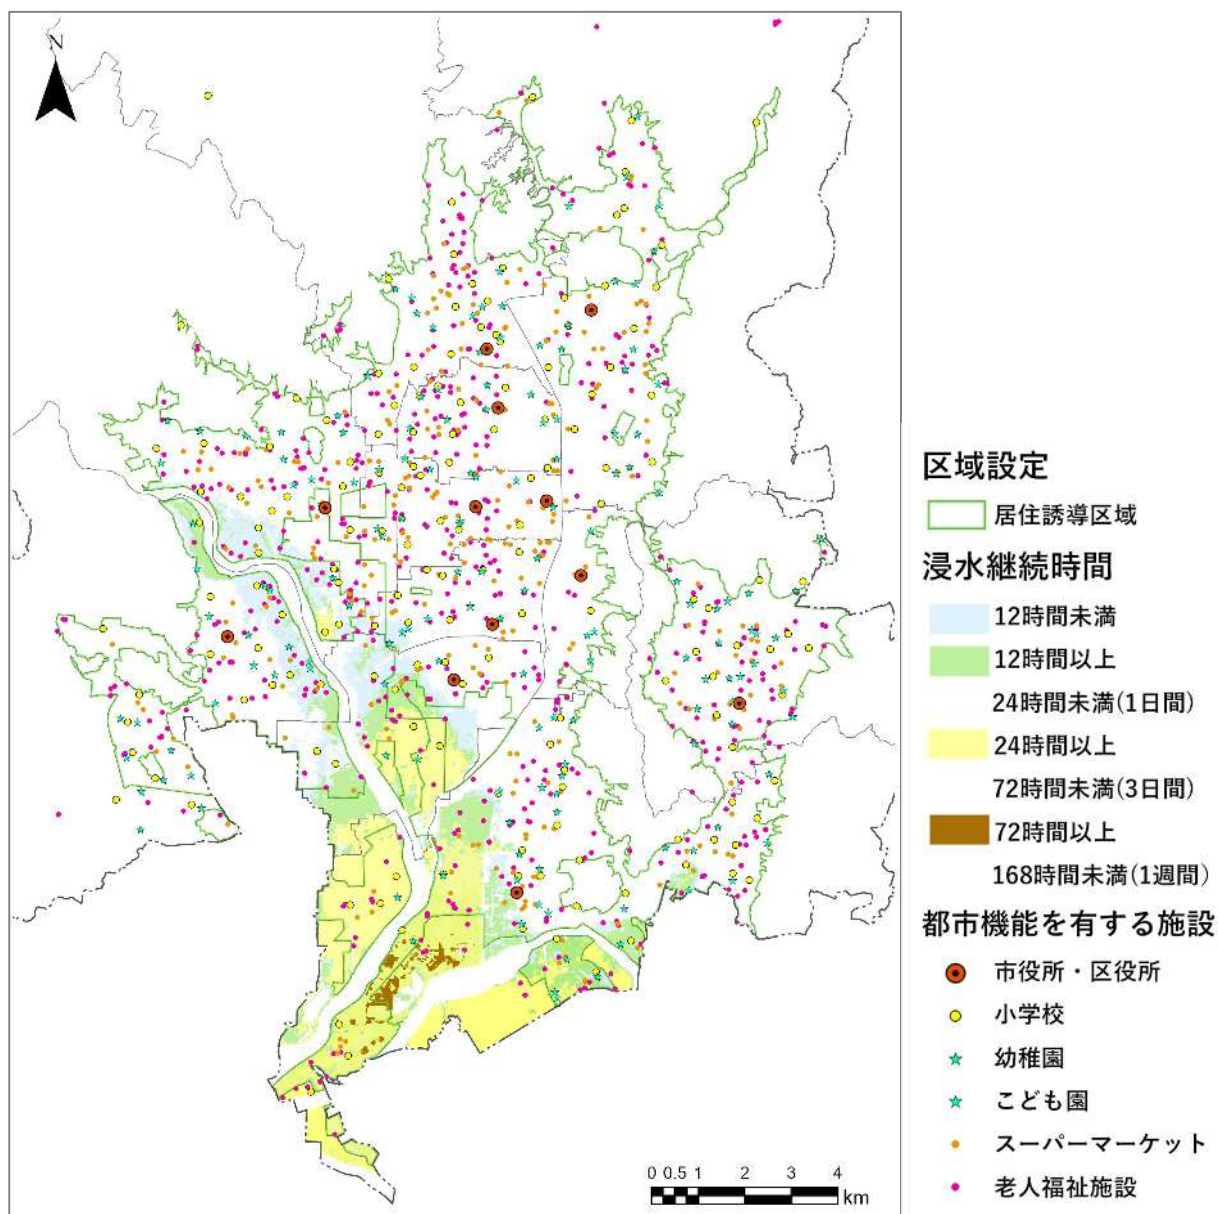 N
区域設定
居住誘導区域
浸水継続時間
12時間未満
12時間以上
24時間未満(1日間)
24時間以上
72時間未満(3日間)
72時間以上
168時間未満(1週間)
都市機能を有する施設
市役所・区役所
小学校
幼稚園
こども園
スーパーマーケット
老人福祉施設
0 0.5 1 2 3 4
km